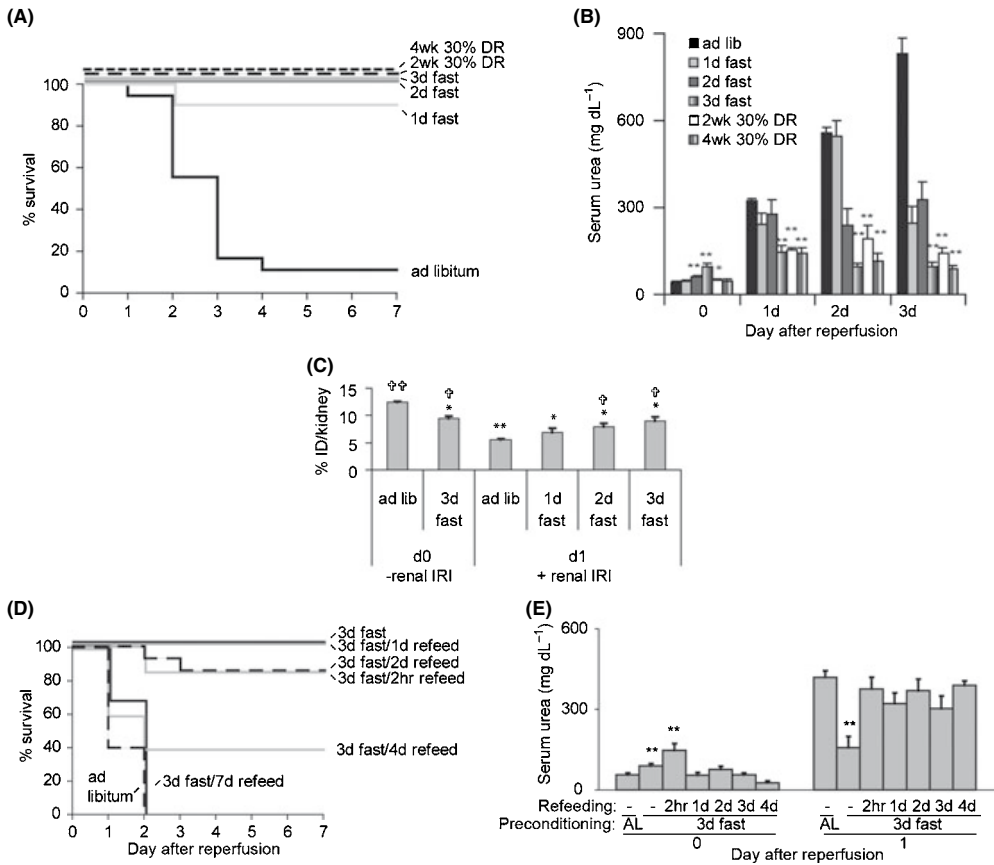 (A)
% survival
100
80
60
40
20
0
0 1 2 3 4 5 6 7
4wk 30% DR
2wk 30% DR
3d fast
2d fast
1d fast
ad libitum
(B)
Serum urea (mg dL⁻¹)
900
600
300
0
ad lib
1d fast
2d fast
3d fast
2wk 30% DR
4wk 30% DR
** ** *
** ** **
** ** **
** ** **
0 1d 2d 3d
Day after reperfusion
(C)
% ID/kidney
15
10
5
0
✞✞ ✞ ✞ ✞
* ** * * *
ad lib 3d fast ad lib 1d fast 2d fast 3d fast
d0 d1
-renal IRI + renal IRI
(D)
% survival
100
80
60
40
20
0
3d fast
3d fast/1d refeed
3d fast/2d refeed
3d fast/2hr refeed
3d fast/4d refeed
ad libitum
3d fast/7d refeed
0 1 2 3 4 5 6 7
Day after reperfusion
(E)
Serum urea (mg dL⁻¹)
600
300
0
** **
**
Refeeding: - - 2hr 1d 2d 3d 4d - - 2hr 1d 2d 3d 4d
Preconditioning: AL 3d fast AL 3d fast
0 1
Day after reperfusion